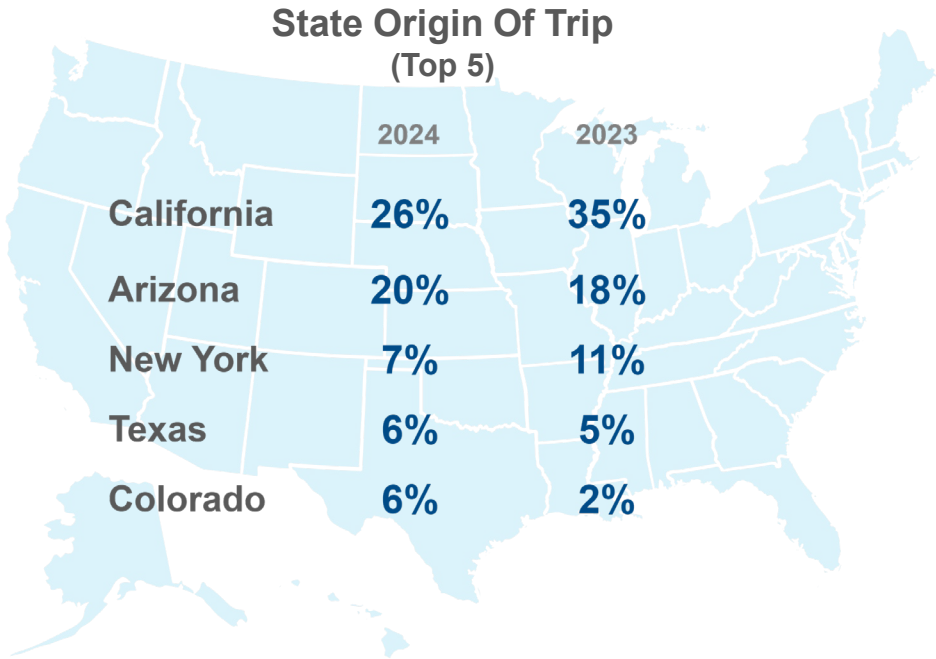 State Origin Of Trip
(Top 5)
2024 2023
California 26% 35%
Arizona 20% 18%
New York 7% 11%
Texas 6% 5%
Colorado 6% 2%